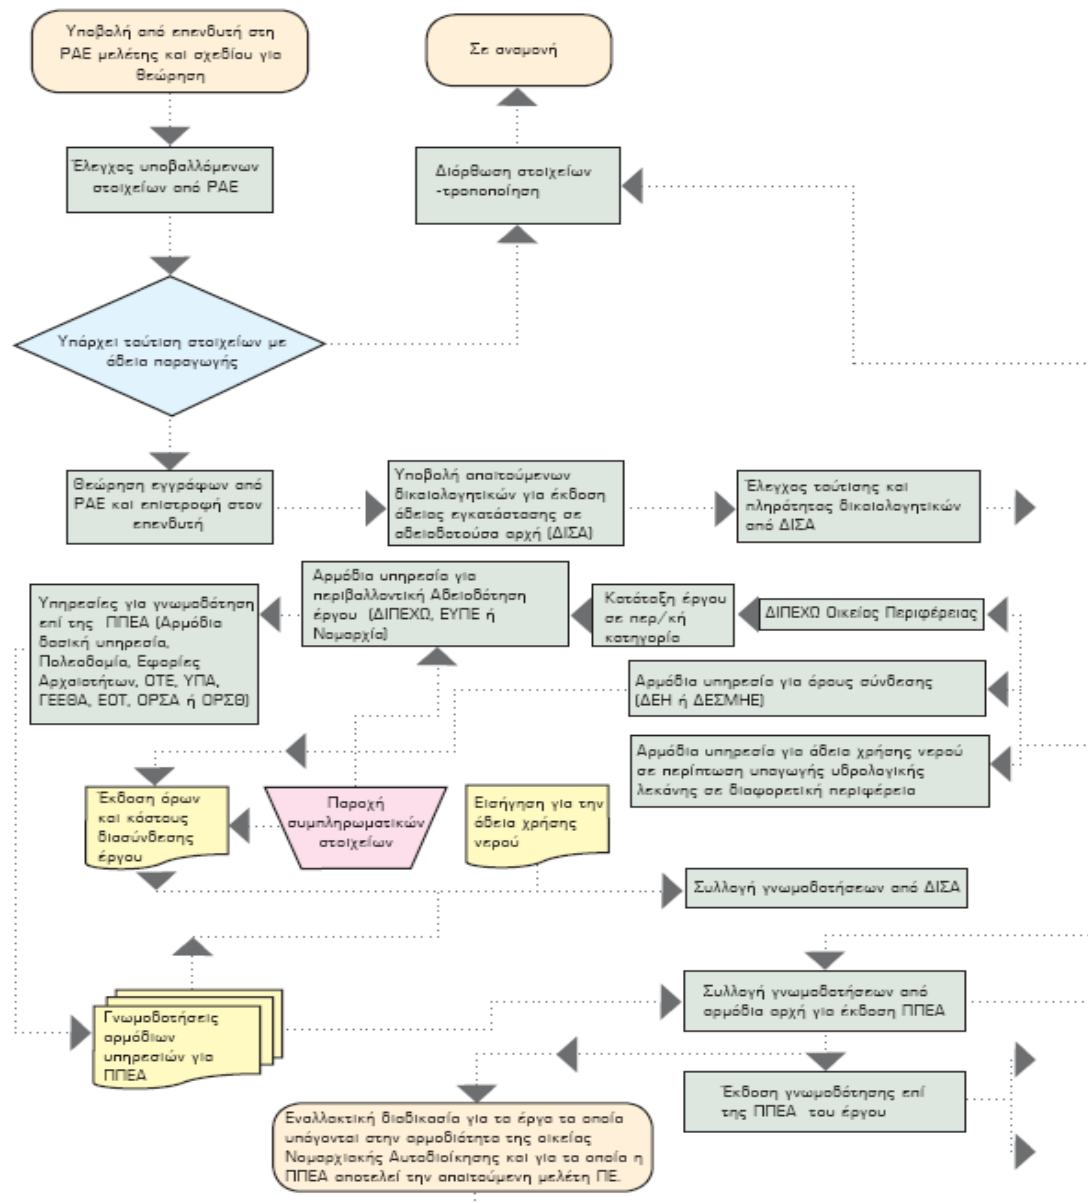 Υποβολή από επενδυτή στη
ΡΑΕ μελέτης και σχεδίου για
θεώρηση
Σε αναμονή
Έλεγχος υποβαλλόμενων
στοιχείων από ΡΑΕ
Διόρθωση στοιχείων
-τροποποίηση
Υπάρχει ταύτιση στοιχείων με
άδεια παραγωγής
Θεώρηση εγγράφων από
ΡΑΕ και επιστροφή στον
επενδυτή
Υποβολή απαιτούμενων
δικαιολογητικών για έκδοση
άδειας εγκατάστασης σε
αδειοδοτούσα αρχή (ΔΙΣΑ)
Έλεγχος ταύτισης και
πληρότητας δικαιολογητικών
από ΔΙΣΑ
Υπηρεσίες για γνωμοδότηση
επί της ΠΠΕΑ (Αρμόδια
δασική υπηρεσία,
Πολεοδομία, Εφορίες
Αρχαιοτήτων, ΟΤΕ, ΥΠΑ,
ΓΕΕΘΑ, ΕΟΤ, ΟΡΣΑ ή ΟΡΣΘ)
Αρμόδια υπηρεσία για
περιβαλλοντική Αδειοδότηση
έργου (ΔΙΠΕΧΩ, ΕΥΠΕ ή
Νομαρχία)
Κατάταξη έργου
σε περ/κή
κατηγορία
ΔΙΠΕΧΩ Οικείας Περιφέρειας
Αρμόδια υπηρεσία για όρους σύνδεσης
(ΔΕΗ ή ΔΕΣΜΗΕ)
Αρμόδια υπηρεσία για άδεια χρήσης νερού
σε περίπτωση υπαγωγής υδρολογικής
λεκάνης σε διαφορετική περιφέρεια
Έκδοση όρων
και κόστους
διασύνδεσης
έργου
Παροχή
συμπληρωματικών
στοιχείων
Εισήγηση για την
άδεια χρήσης
νερού
Συλλογή γνωμοδοτήσεων από ΔΙΣΑ
Γνωμοδοτήσεις
αρμόδιων
υπηρεσιών για
ΠΠΕΑ
Συλλογή γνωμοδοτήσεων από
αρμόδια αρχή για έκδοση ΠΠΕΑ
Έκδοση γνωμοδότησης επί
της ΠΠΕΑ του έργου
Εναλλακτική διαδικασία για τα έργα τα οποία
υπάγονται στην αρμοδιότητα της οικείας
Νομαρχιακής Αυτοδιοίκησης και για τα οποία η
ΠΠΕΑ αποτελεί την απαιτούμενη μελέτη ΠΕ.